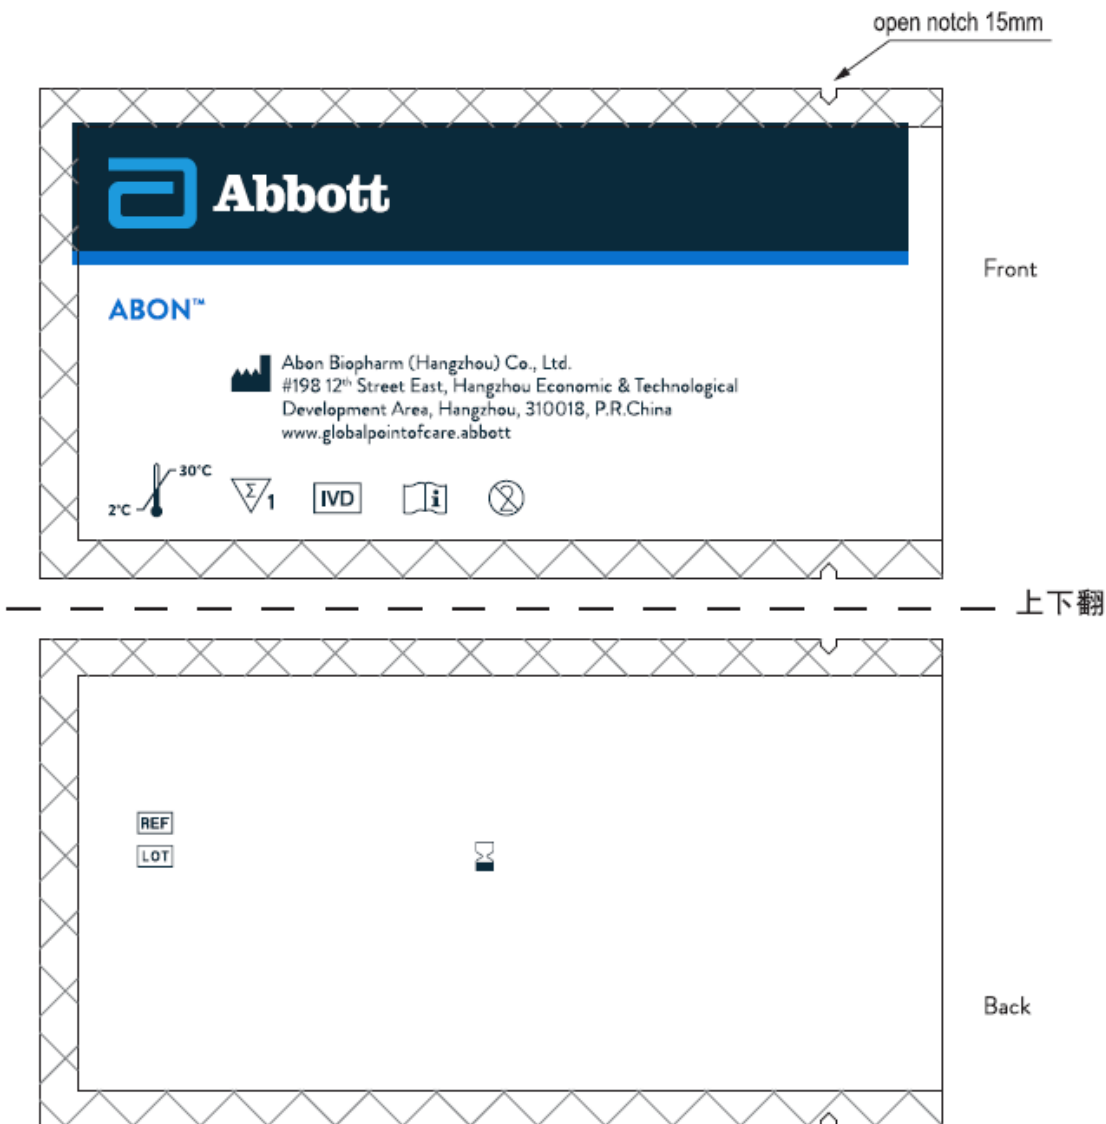 open notch 15mm
Abbott
Front
ABON™
Abon Biopharm (Hangzhou) Co., Ltd.
#198 12th Street East, Hangzhou Economic & Technological
Development Area, Hangzhou, 310018, P.R.China
www.globalpointofcare.abbott
30°C
2°C
Σ 1
IVD
i
2
上下翻
REF
LOT
Back